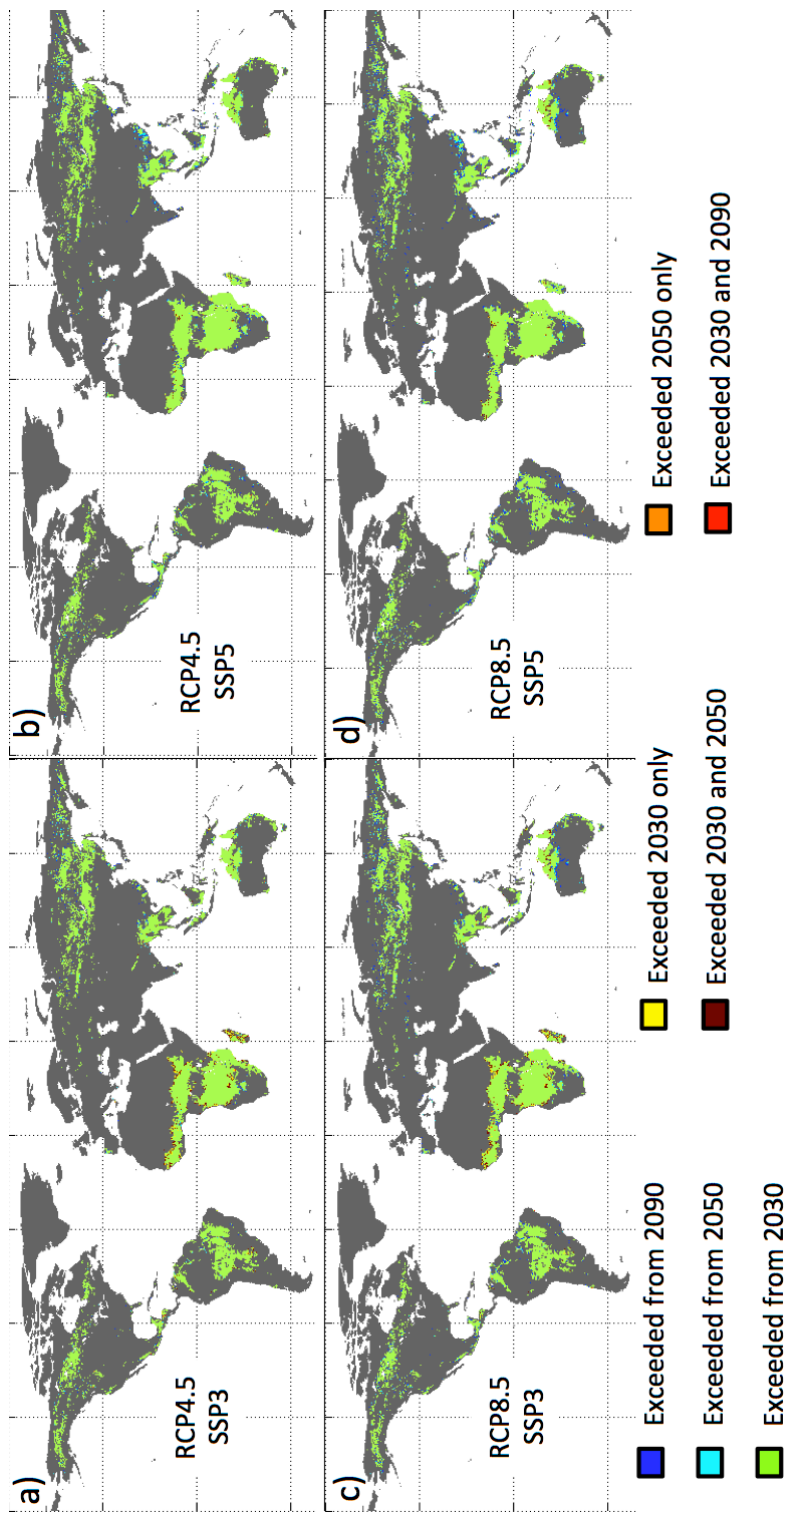 a)
RCP4.5
SSP3
b)
RCP4.5
SSP5
c)
RCP8.5
SSP3
d)
RCP8.5
SSP5
Exceeded from 2090
Exceeded from 2050
Exceeded from 2030
Exceeded 2030 only
Exceeded 2030 and 2050
Exceeded 2050 only
Exceeded 2030 and 2090